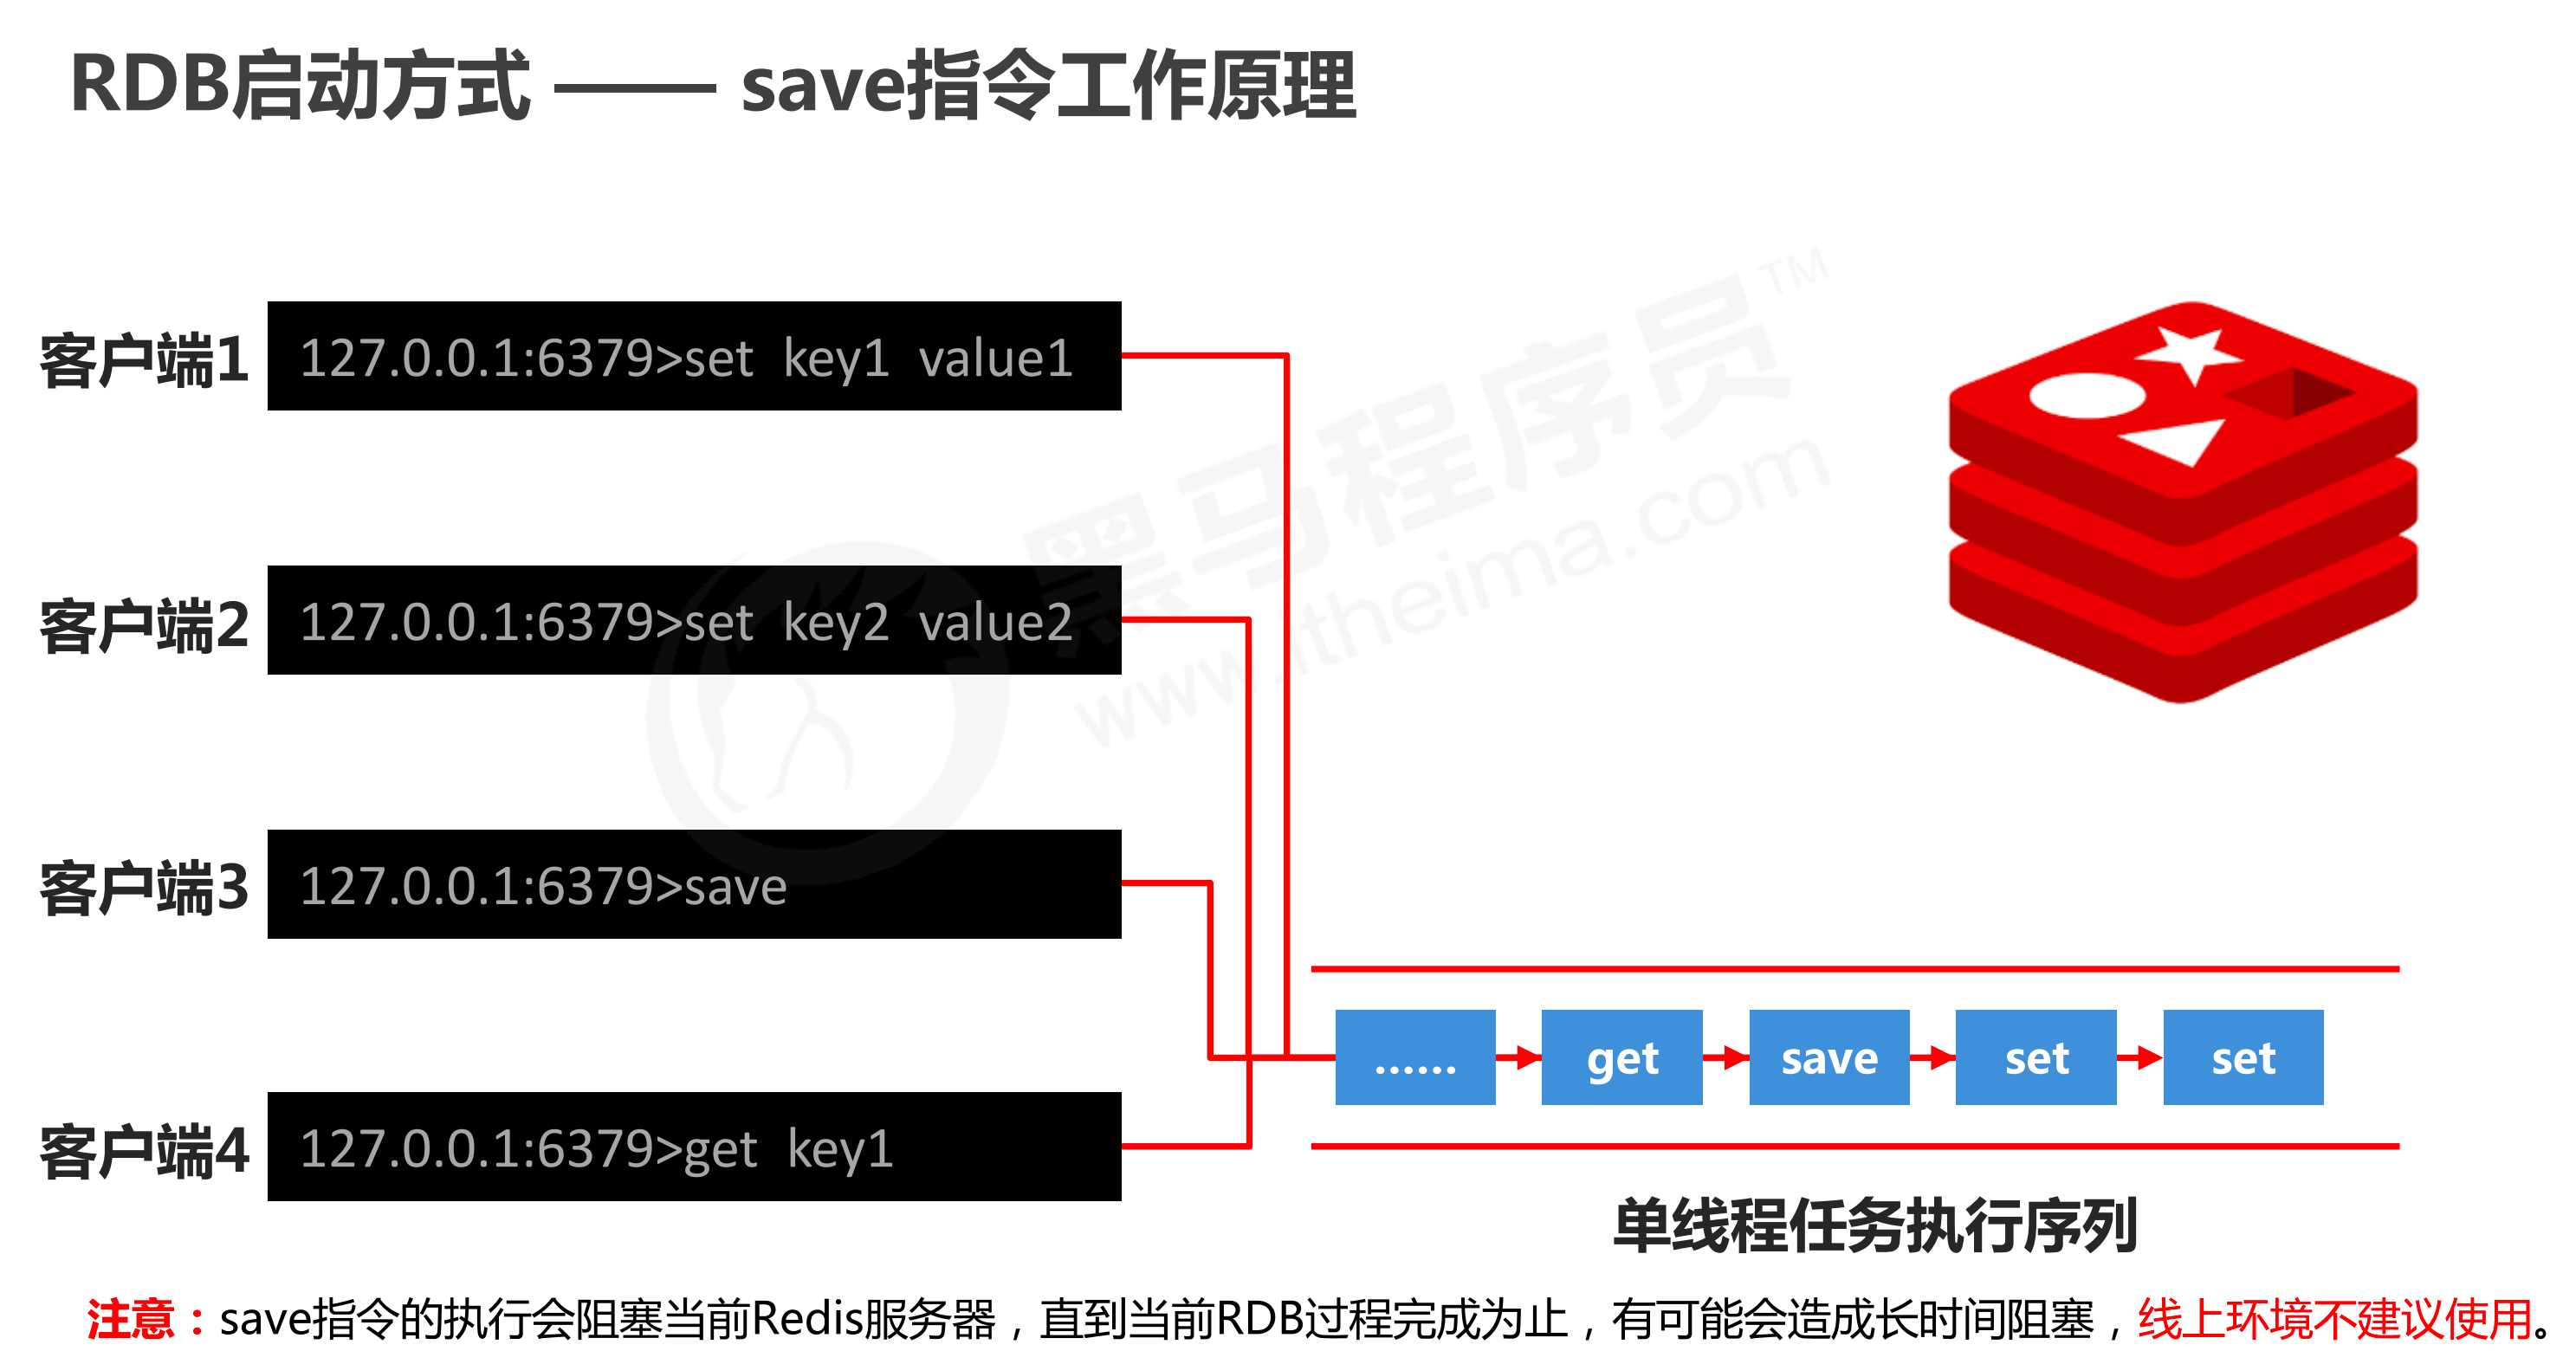 RDB启动方式 —— save指令工作原理
黑马程序员™
www.itheima.com
客户端1
127.0.0.1:6379>set key1 value1
客户端2
127.0.0.1:6379>set key2 value2
客户端3
127.0.0.1:6379>save
客户端4
127.0.0.1:6379>get key1
...... get save set set
单线程任务执行序列
注意：save指令的执行会阻塞当前Redis服务器，直到当前RDB过程完成为止，有可能会造成长时间阻塞，线上环境不建议使用。